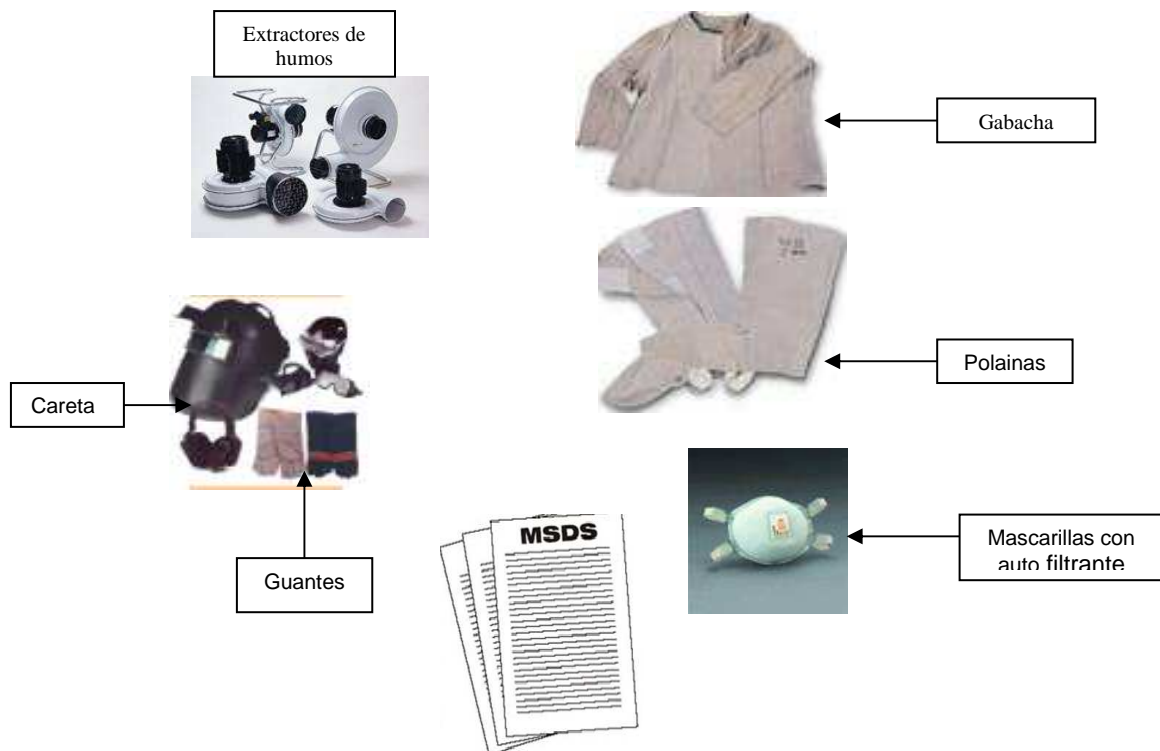 Extractores de
humos
Gabacha
Polainas
Careta
Guantes
MSDS
Mascarillas con
auto filtrante